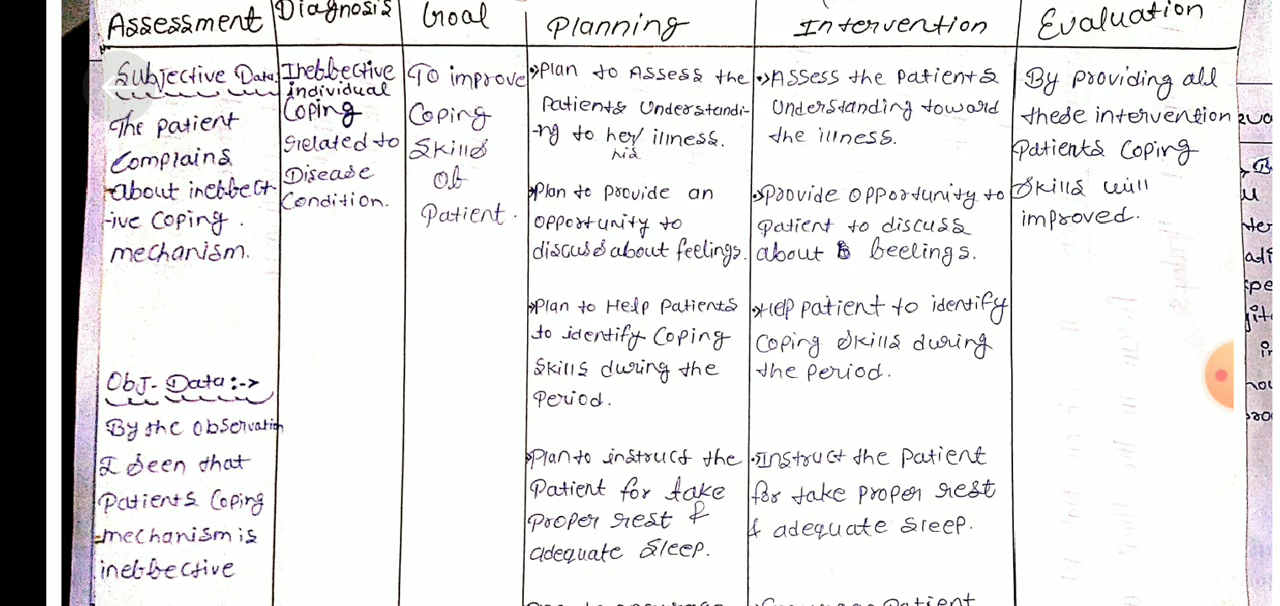 Assessment
Subjective Data
The patient
Complains
about ineffect
-ive Coping.
mechanism.
Obj- Data:->
By the observation
I seen that
Patients Coping
mechanism is
ineffective
Diagnosis
Ineffective
individual
Coping
related to
Disease
Condition.
Goal
To improve
Coping
Skills
of
Patient.
Planning
Plan to Assess the
Patients Understandi-
-ng to her/ illness.
his
Plan to provide an
opportunity to
discuss about feelings.
Plan to Help Patients
to identify Coping
Skills during the
Period.
Plan to instruct the
Patient for take
Proper rest &
adequate Sleep.
Intervention
Assess the Patients
Understanding toward
the illness.
Provide opportunity to
Patient to discuss
about feelings.
Help patient to identify
Coping Skills during
the Period.
Instruct the Patient
for take proper rest
& adequate Sleep.
Patient
Evaluation
By providing all
these intervention
Patients Coping
Skills will
improved.